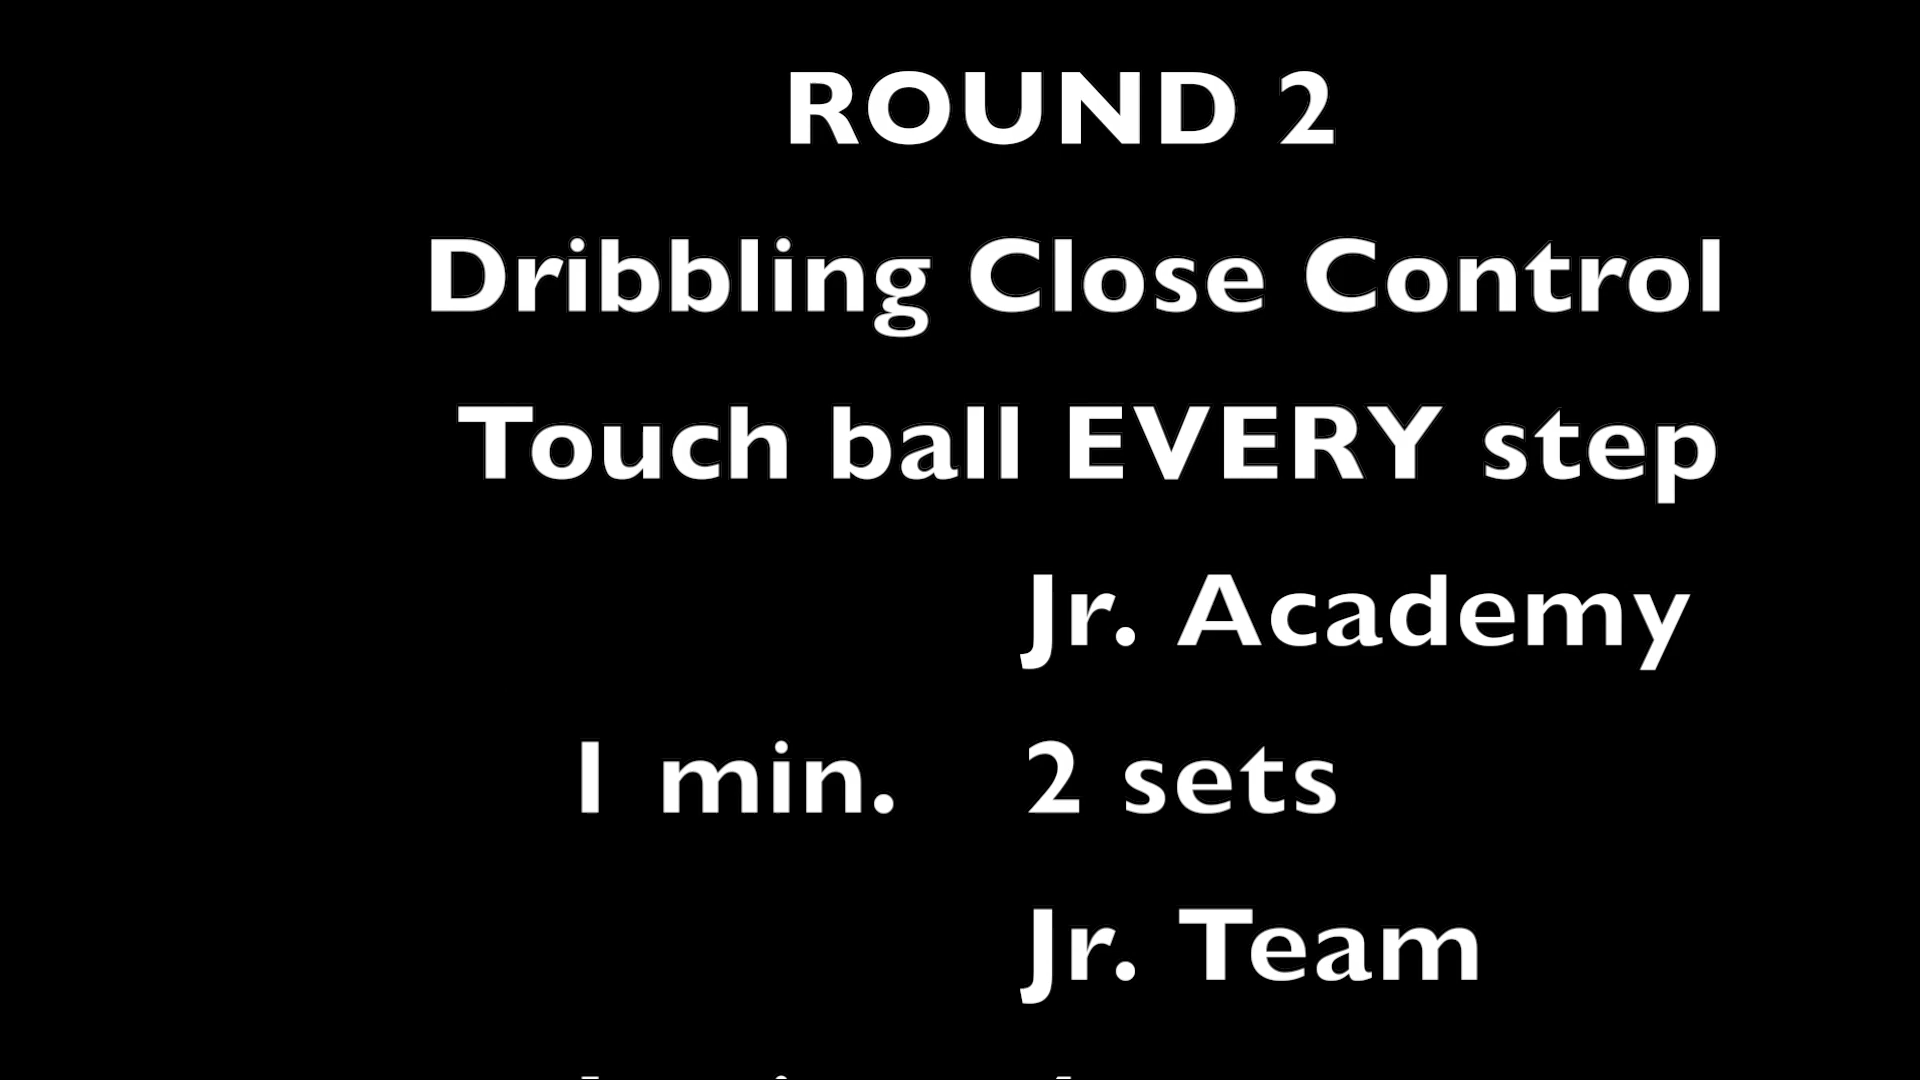 ROUND 2
Dribbling Close Control
Touch ball EVERY step
Jr. Academy
1 min. 2 sets
Jr. Team